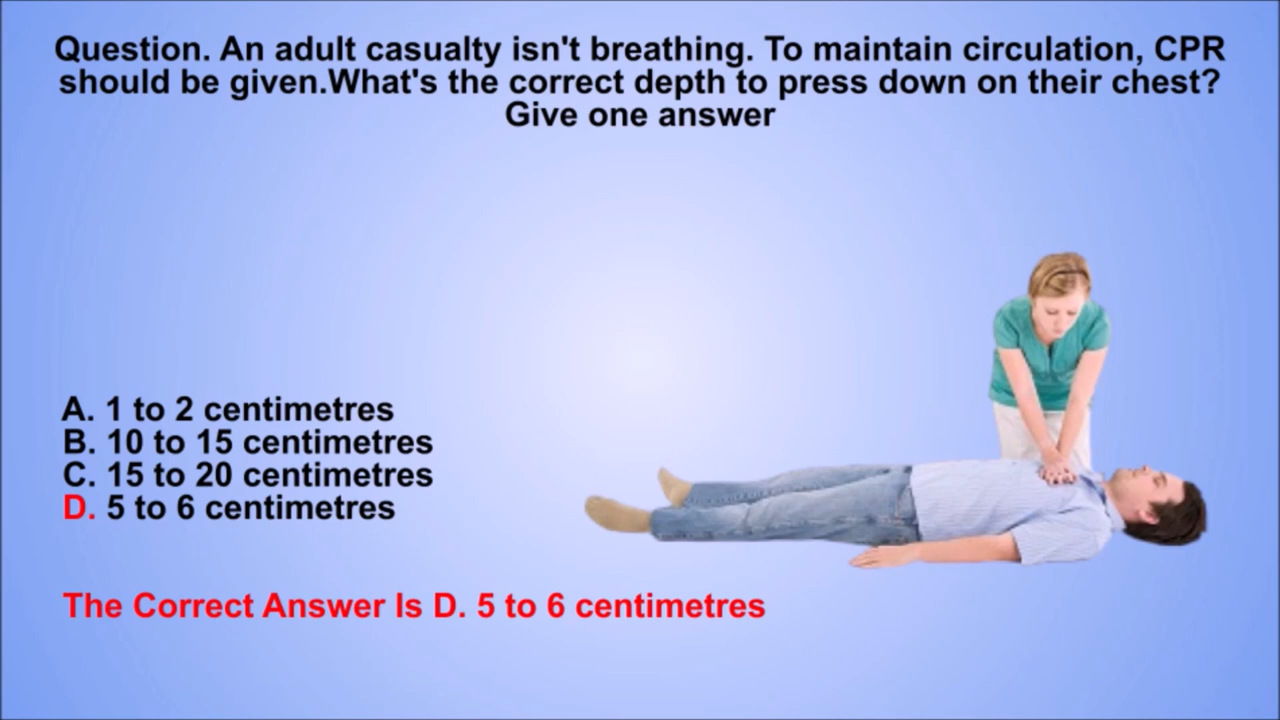 Question. An adult casualty isn't breathing. To maintain circulation, CPR
should be given.What's the correct depth to press down on their chest?
Give one answer
A. 1 to 2 centimetres
B. 10 to 15 centimetres
C. 15 to 20 centimetres
D. 5 to 6 centimetres
The Correct Answer Is D. 5 to 6 centimetres